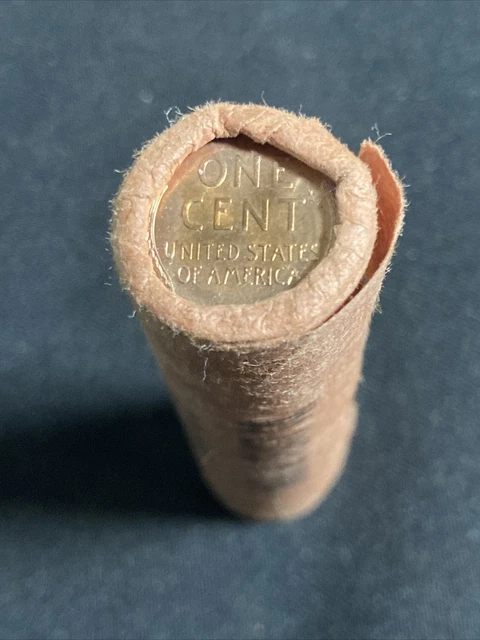 ONE
CENT
UNITED STATES
OF AMERICA